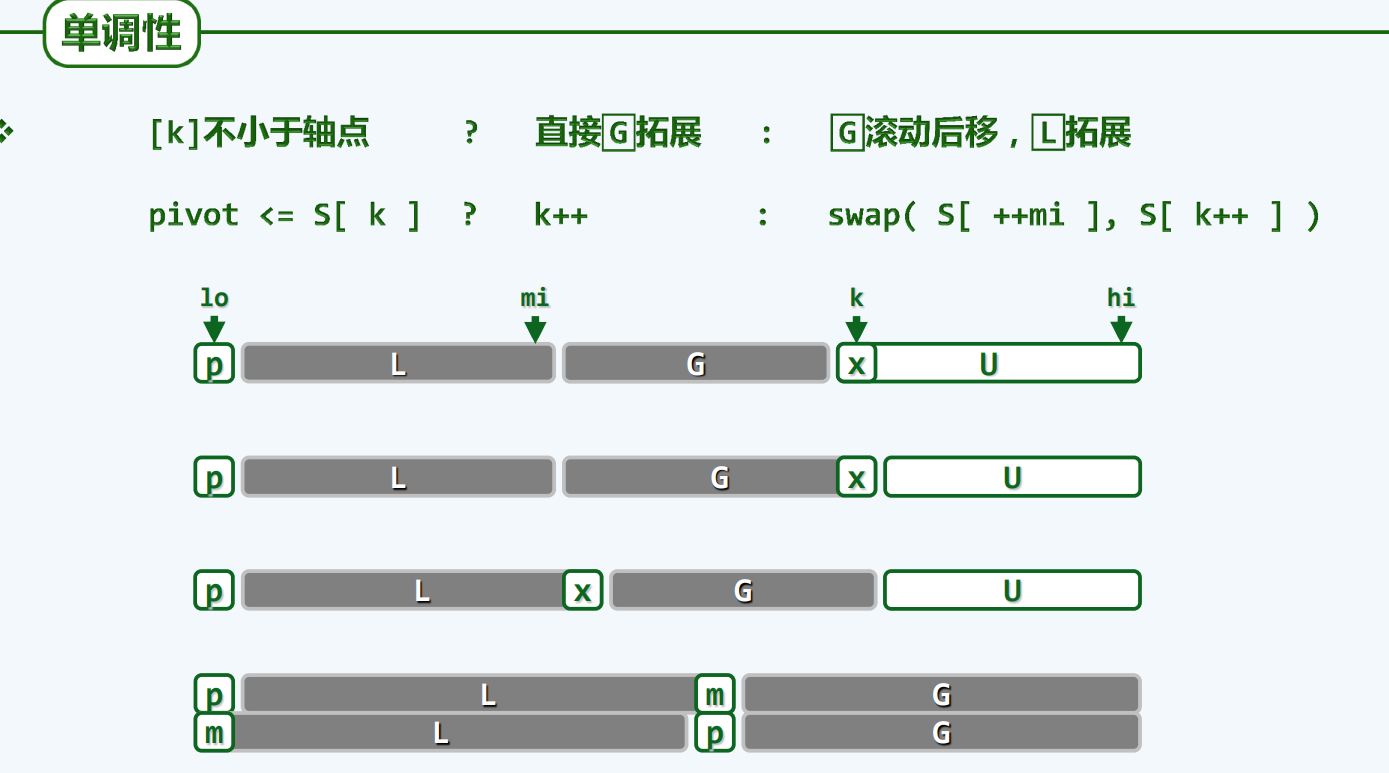 单调性
[k]不小于轴点 ? 直接G拓展 : G滚动后移，L拓展
pivot <= S[ k ] ? k++ : swap( S[ ++mi ], S[ k++ ] )
lo mi k hi
p L G x U
p L G x U
p L x G U
p L m G
m L p G